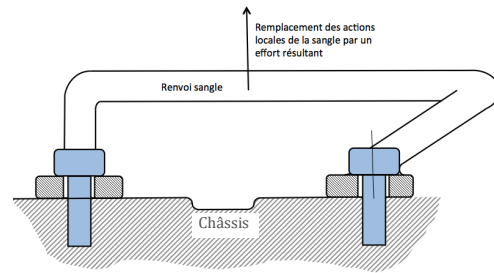 Remplacement des actions
locales de la sangle par un
effort résultant
Renvoi sangle
Châssis